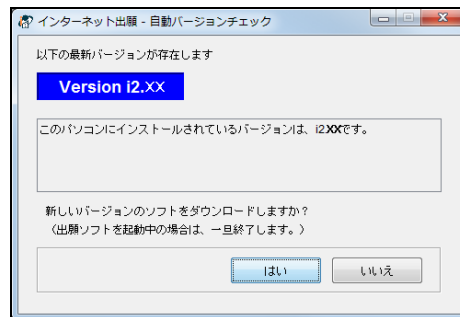 インターネット出願 - 自動バージョンチェック
以下の最新バージョンが存在します
Version i2.XX
このパソコンにインストールされているバージョンは、i2XXです。
新しいバージョンのソフトをダウンロードしますか？
（出願ソフトを起動中の場合は、一旦終了します。）
はい
いいえ